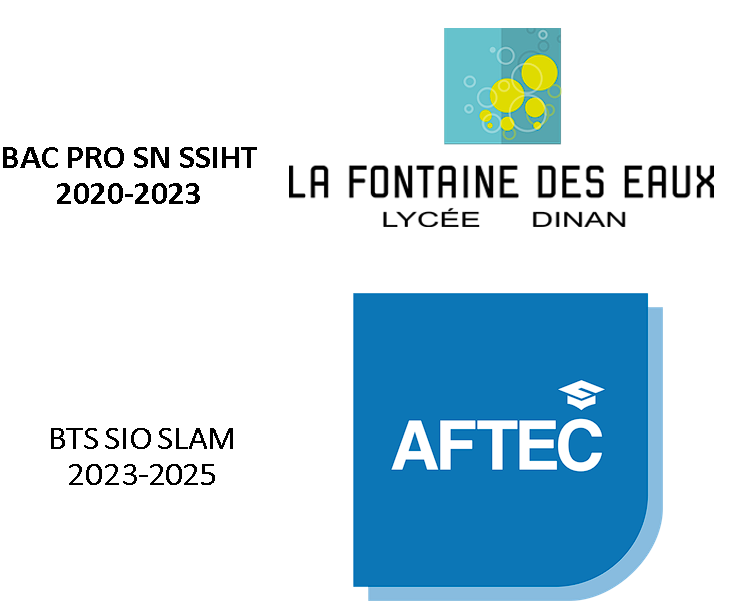 BAC PRO SN SSIHT
2020-2023
LA FONTAINE DES EAUX
LYCÉE DINAN
BTS SIO SLAM
2023-2025
AFTEC